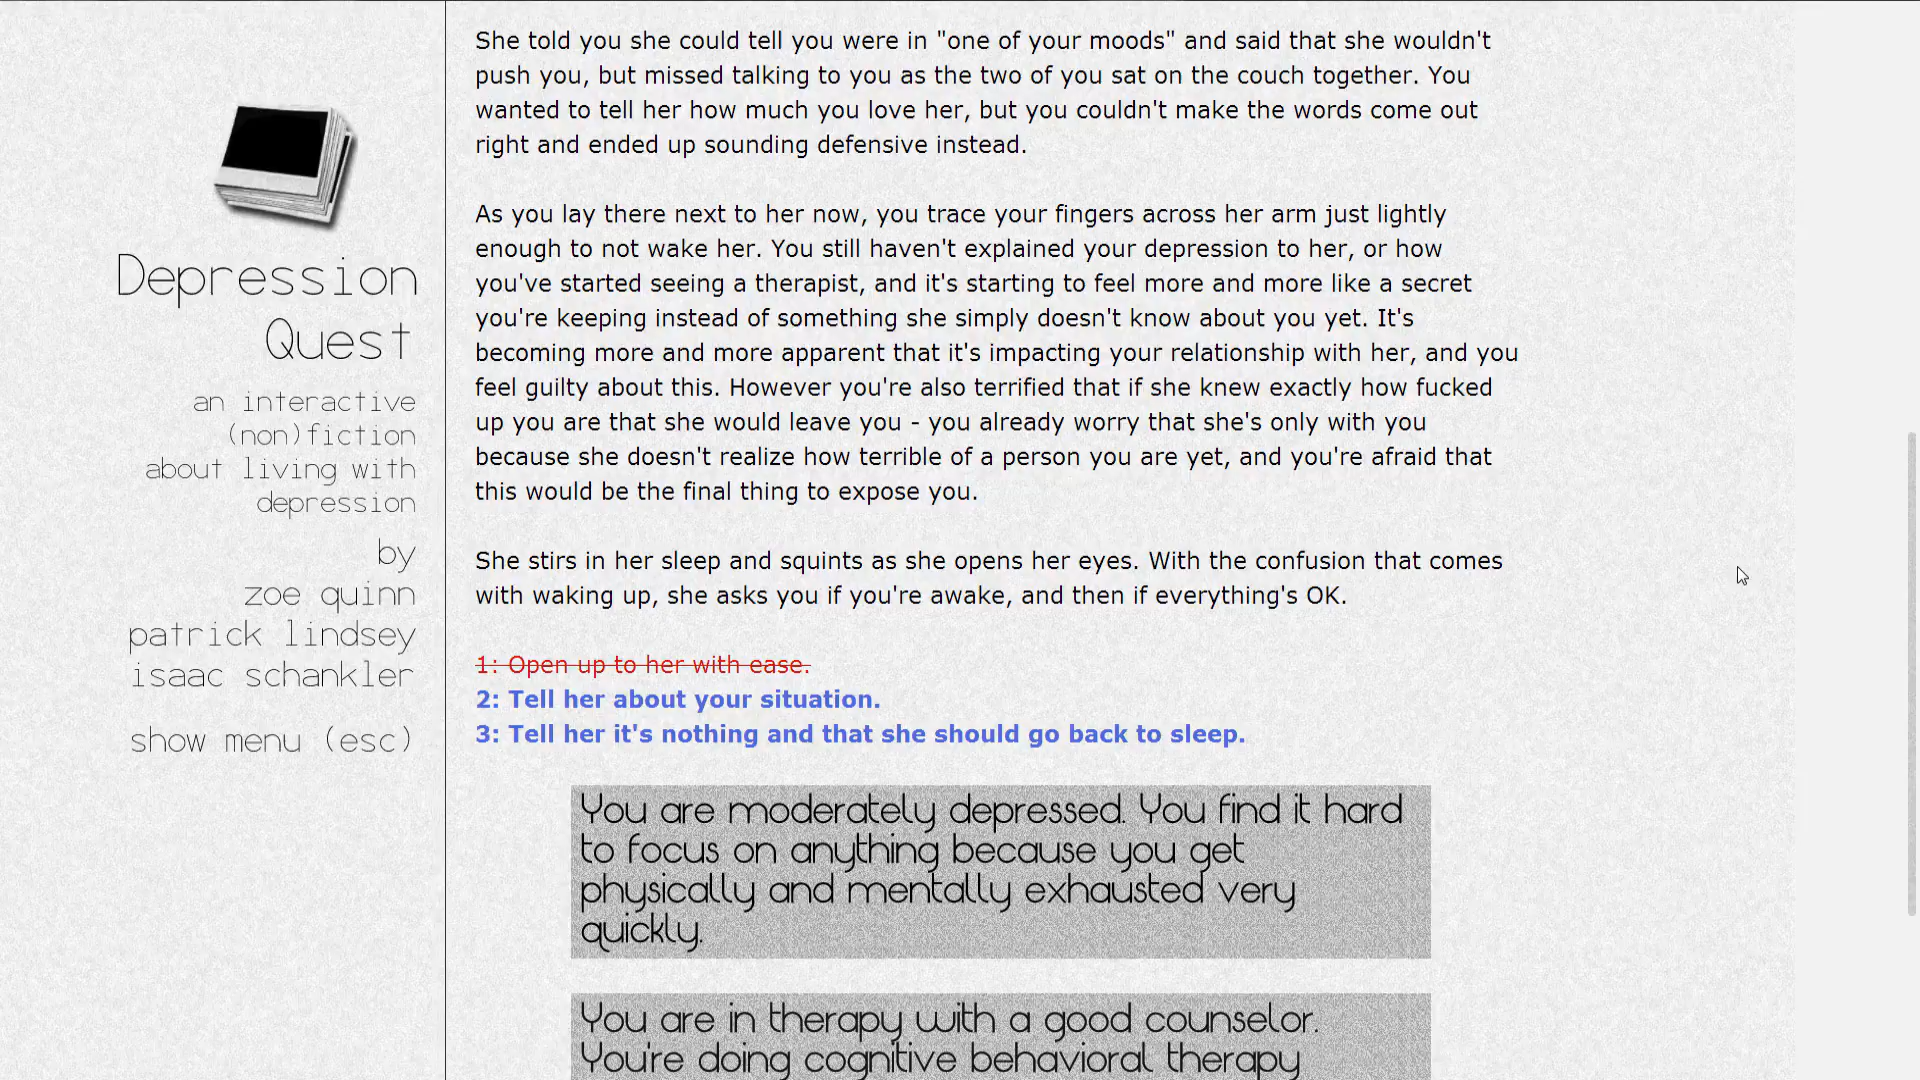 Depression
Quest
an interactive
(non)fiction
about living with
depression
by
zoe quinn
patrick lindsey
isaac schankler
show menu (esc)
She told you she could tell you were in "one of your moods" and said that she wouldn't
push you, but missed talking to you as the two of you sat on the couch together. You
wanted to tell her how much you love her, but you couldn't make the words come out
right and ended up sounding defensive instead.
As you lay there next to her now, you trace your fingers across her arm just lightly
enough to not wake her. You still haven't explained your depression to her, or how
you've started seeing a therapist, and it's starting to feel more and more like a secret
you're keeping instead of something she simply doesn't know about you yet. It's
becoming more and more apparent that it's impacting your relationship with her, and you
feel guilty about this. However you're also terrified that if she knew exactly how fucked
up you are that she would leave you - you already worry that she's only with you
because she doesn't realize how terrible of a person you are yet, and you're afraid that
this would be the final thing to expose you.
She stirs in her sleep and squints as she opens her eyes. With the confusion that comes
with waking up, she asks you if you're awake, and then if everything's OK.
1: Open up to her with ease.
2: Tell her about your situation.
3: Tell her it's nothing and that she should go back to sleep.
You are moderately depressed. You find it hard
to focus on anything because you get
physically and mentally exhausted very
quickly.
You are in therapy with a good counselor.
You're doing cognitive behavioral therapy